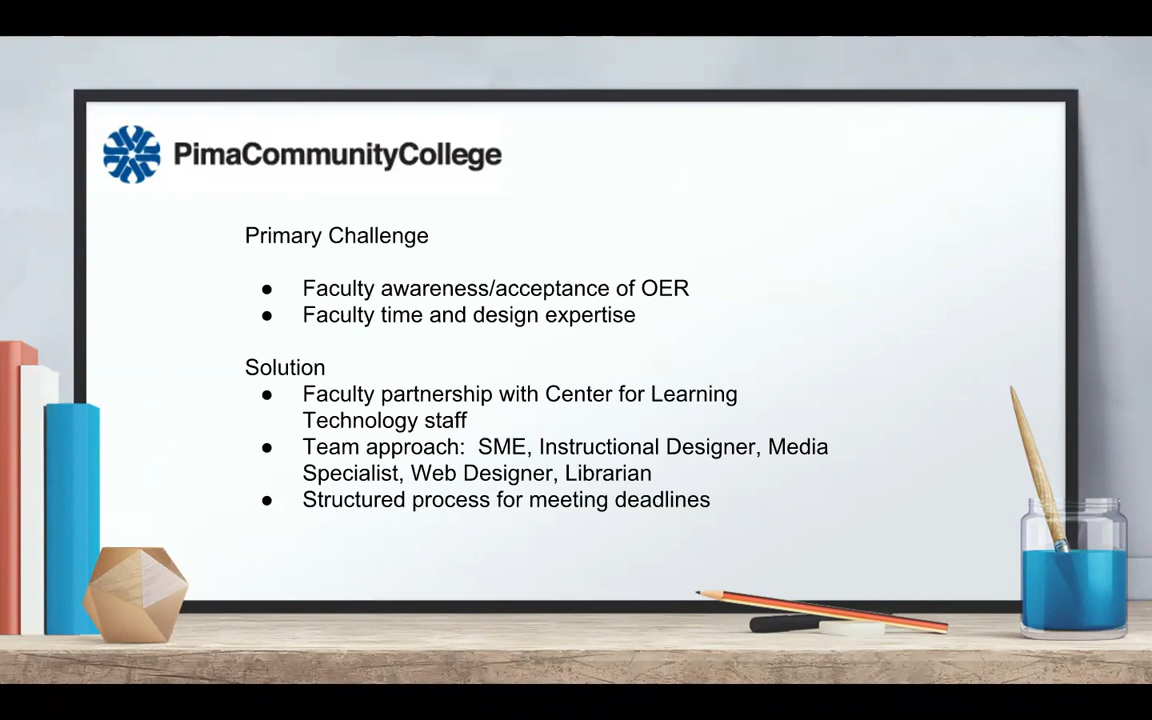 PimaCommunityCollege
Primary Challenge
● Faculty awareness/acceptance of OER
● Faculty time and design expertise
Solution
● Faculty partnership with Center for Learning
Technology staff
● Team approach:  SME, Instructional Designer, Media
Specialist, Web Designer, Librarian
● Structured process for meeting deadlines